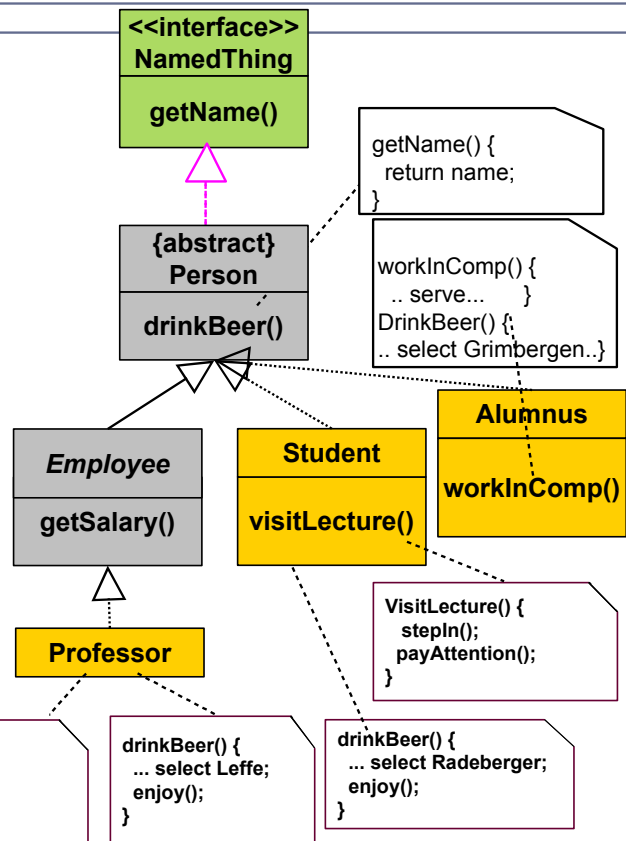 <<interface>>
NamedThing
getName()
getName() {
return name;
}
{abstract}
Person
drinkBeer()
workInComp() {
.. serve... }
DrinkBeer() {
.. select Grimbergen..}
Employee
getSalary()
Student
visitLecture()
Alumnus
workInComp()
VisitLecture() {
stepIn();
payAttention();
}
Professor
drinkBeer() {
... select Leffe;
enjoy();
}
drinkBeer() {
... select Radeberger;
enjoy();
}